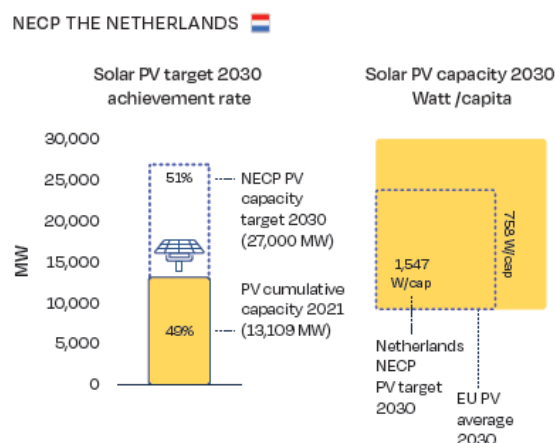 NECP THE NETHERLANDS
Solar PV target 2030
achievement rate
30,000
25,000
20,000
15,000
10,000
5,000
0
MW
51%
49%
NECP PV
capacity
target 2030
(27,000 MW)
PV cumulative
capacity 2021
(13,109 MW)
Solar PV capacity 2030
Watt /capita
1,547
W/cap
758 W/cap
Netherlands
NECP
PV target
2030
EU PV
average
2030